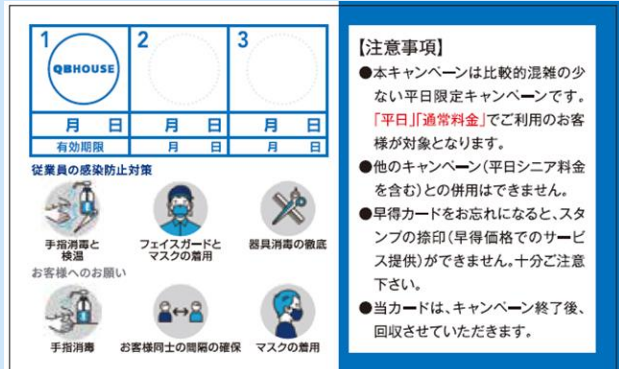 1
2
3
QBHOUSE
月 日
月 日
月 日
有効期限
月 日
月 日
従業員の感染防止対策
手指消毒と
検温
フェイスガードと
マスクの着用
器具消毒の徹底
お客様へのお願い
手指消毒
お客様同士の間隔の確保
マスクの着用
【注意事項】
●本キャンペーンは比較的混雑の少
ない平日限定キャンペーンです。
「平日」「通常料金」でご利用のお客
様が対象となります。
●他のキャンペーン(平日シニア料金
を含む)との併用はできません。
●早得カードをお忘れになると、スタ
ンプの捺印(早得価格でのサービ
ス提供)ができません。十分ご注意
下さい。
●当カードは、キャンペーン終了後、
回収させていただきます。